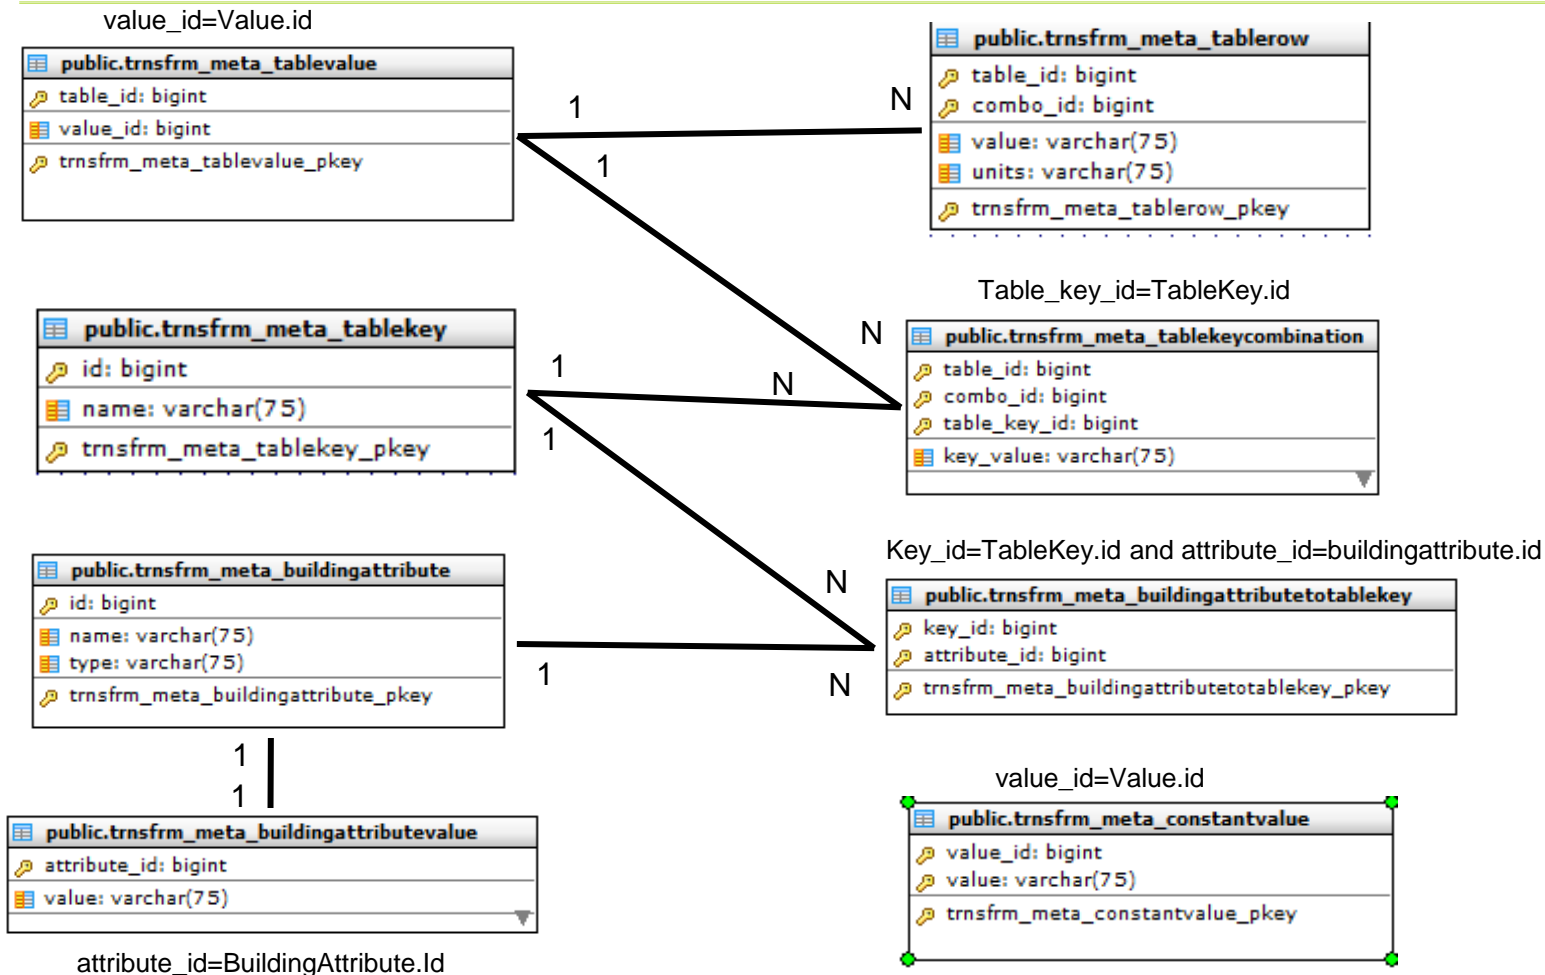 value_id=Value.id
public.trnsfrm_meta_tablevalue
table_id: bigint
value_id: bigint
trnsfrm_meta_tablevalue_pkey
1
N
1
public.trnsfrm_meta_tablerow
table_id: bigint
combo_id: bigint
value: varchar(75)
units: varchar(75)
trnsfrm_meta_tablerow_pkey
Table_key_id=TableKey.id
public.trnsfrm_meta_tablekey
id: bigint
name: varchar(75)
trnsfrm_meta_tablekey_pkey
N
1
N
1
public.trnsfrm_meta_tablekeycombination
table_id: bigint
combo_id: bigint
table_key_id: bigint
key_value: varchar(75)
Key_id=TableKey.id and attribute_id=buildingattribute.id
public.trnsfrm_meta_buildingattribute
id: bigint
name: varchar(75)
type: varchar(75)
trnsfrm_meta_buildingattribute_pkey
N
1
N
public.trnsfrm_meta_buildingattributetotablekey
key_id: bigint
attribute_id: bigint
trnsfrm_meta_buildingattributetotablekey_pkey
1
1
public.trnsfrm_meta_buildingattributevalue
attribute_id: bigint
value: varchar(75)
attribute_id=BuildingAttribute.Id
value_id=Value.id
public.trnsfrm_meta_constantvalue
value_id: bigint
value: varchar(75)
trnsfrm_meta_constantvalue_pkey